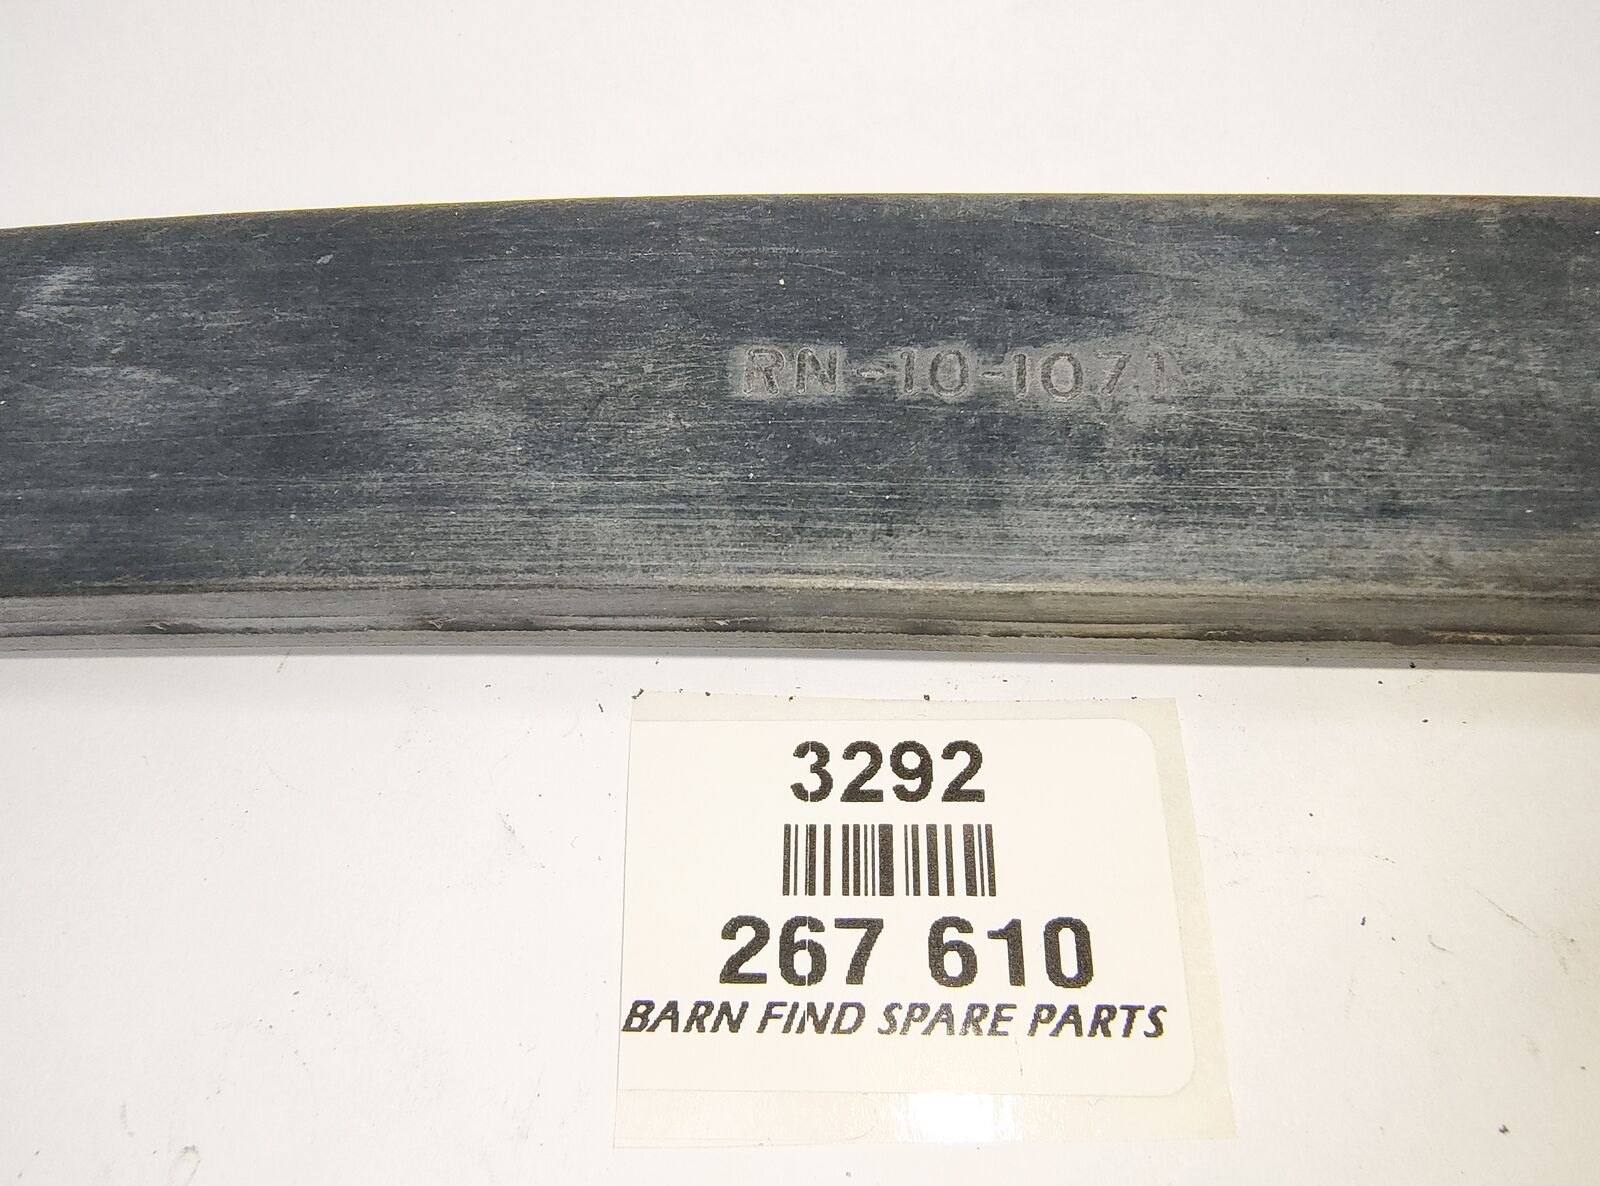 RN-10-1071
3292
267 610
BARN FIND SPARE PARTS